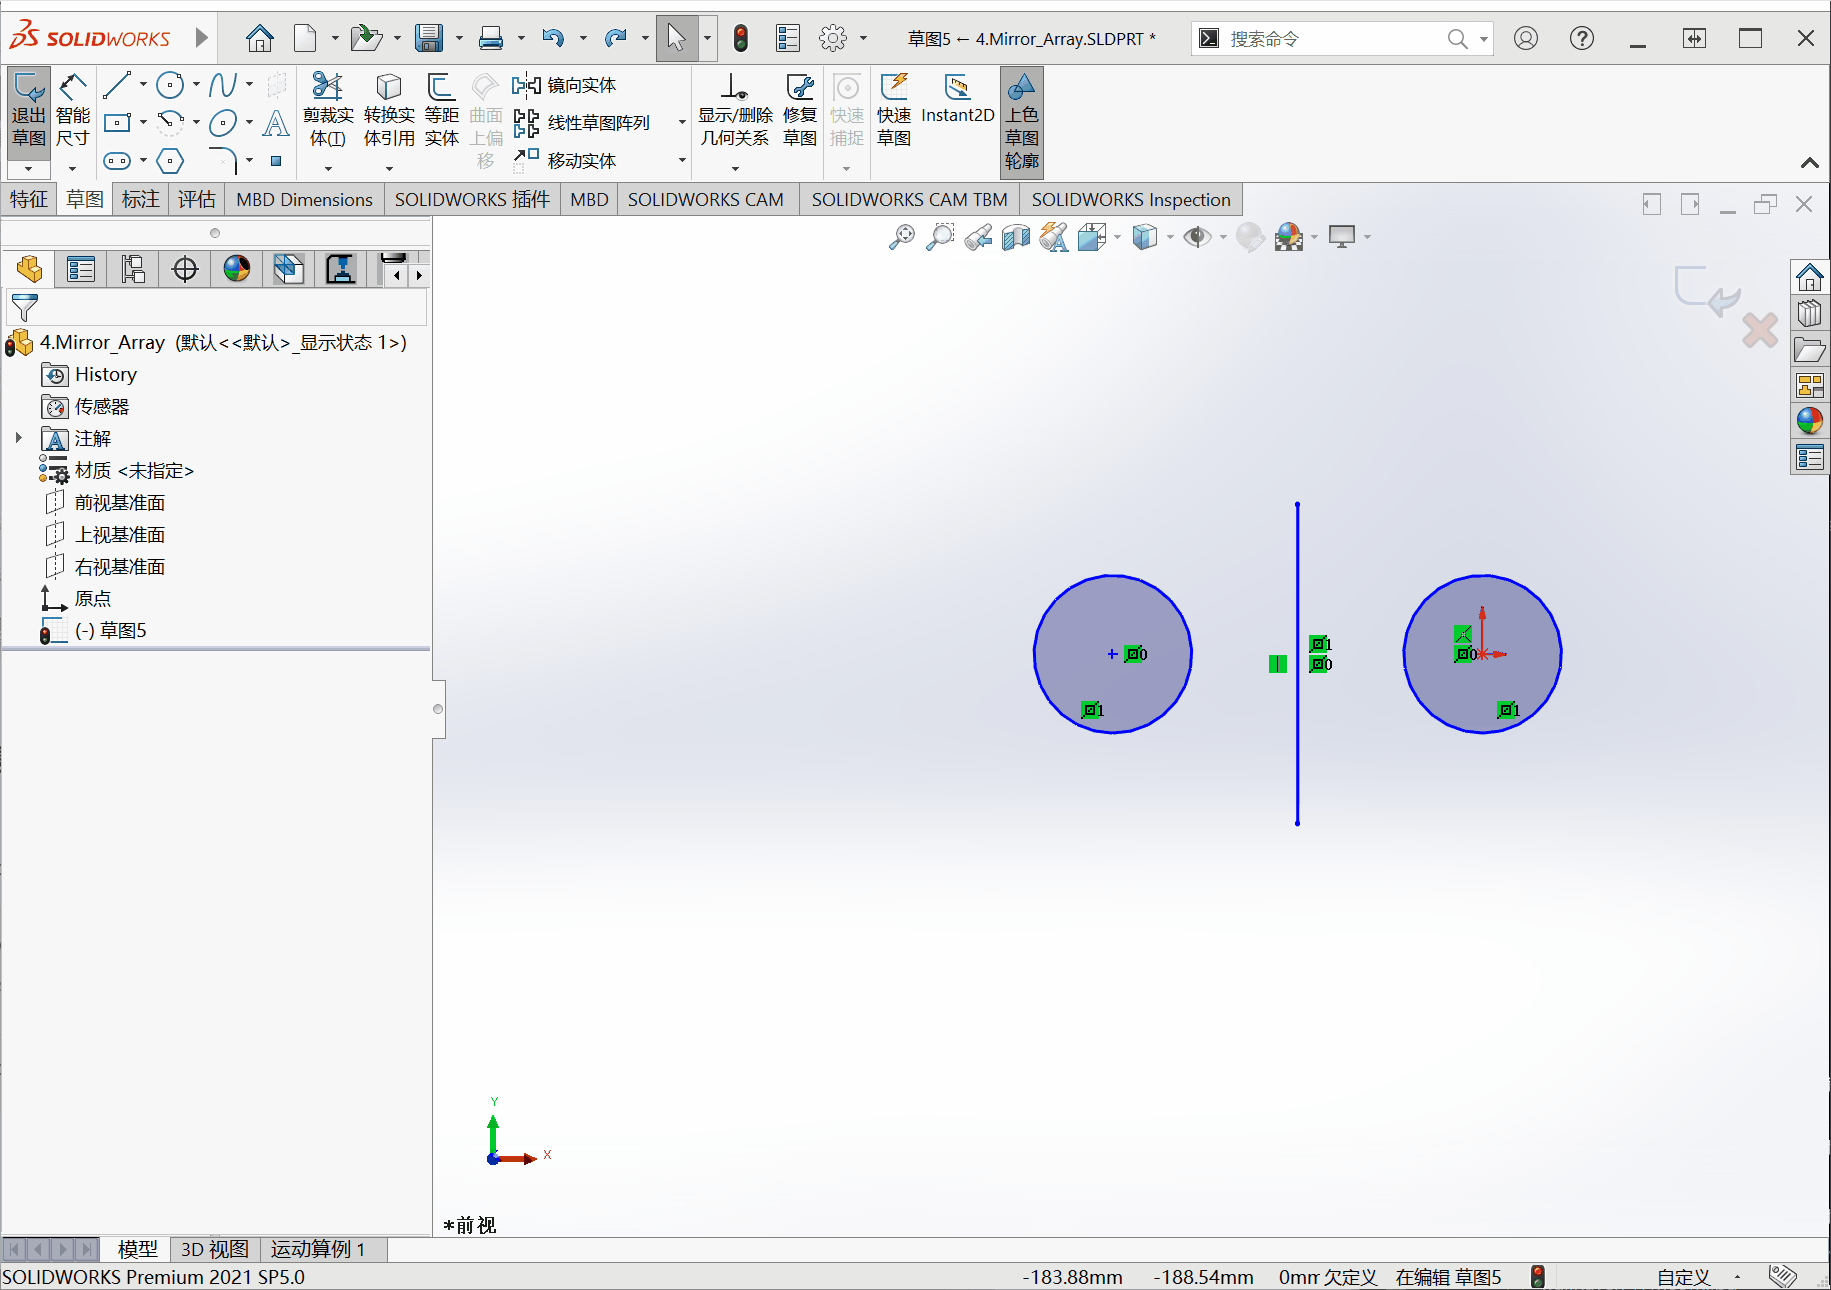 SOLIDWORKS
草图5 ← 4.Mirror_Array.SLDPRT *
搜索命令
退出草图
智能尺寸
剪裁实体(T)
转换实体引用
等距实体
曲面上偏移
镜向实体
线性草图阵列
移动实体
显示/删除几何关系
修复草图
快速捕捉
快速草图
Instant2D
上色草图轮廓
特征 草图 标注 评估 MBD Dimensions SOLIDWORKS 插件 MBD SOLIDWORKS CAM SOLIDWORKS CAM TBM SOLIDWORKS Inspection
4.Mirror_Array (默认<<默认>_显示状态 1>)
History
传感器
注解
材质 <未指定>
前视基准面
上视基准面
右视基准面
原点
(-) 草图5
1
0
0
0
1
1
Y
X
*前视
模型 3D 视图 运动算例 1
SOLIDWORKS Premium 2021 SP5.0
-183.88mm -188.54mm 0mm 欠定义 在编辑 草图5 自定义